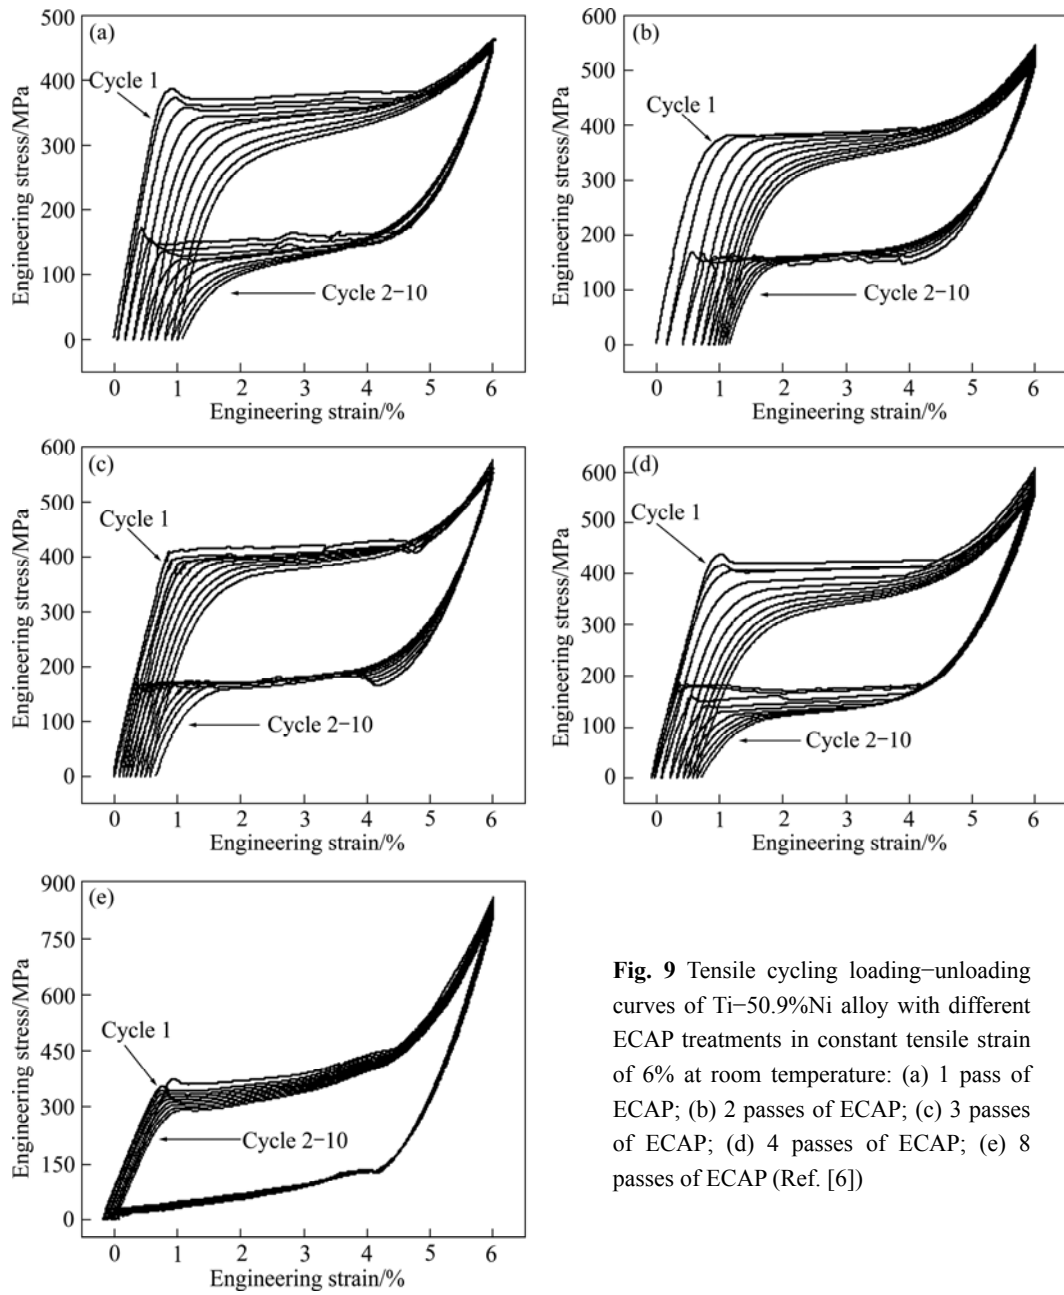 (a)
Cycle 1
Cycle 2−10
Engineering stress/MPa
500
400
300
200
100
0
0 1 2 3 4 5 6
Engineering strain/%
(b)
Cycle 1
Cycle 2−10
Engineering stress/MPa
600
500
400
300
200
100
0
0 1 2 3 4 5 6
Engineering strain/%
(c)
Cycle 1
Cycle 2−10
Engineering stress/MPa
600
500
400
300
200
100
0
0 1 2 3 4 5 6
Engineering strain/%
(d)
Cycle 1
Cycle 2−10
Engineering stress/MPa
600
500
400
300
200
100
0
0 1 2 3 4 5 6
Engineering strain/%
(e)
Cycle 1
Cycle 2−10
Engineering stress/MPa
900
750
600
450
300
150
0
0 1 2 3 4 5 6
Engineering strain/%
Fig. 9 Tensile cycling loading−unloading
curves of Ti−50.9%Ni alloy with different
ECAP treatments in constant tensile strain
of 6% at room temperature: (a) 1 pass of
ECAP; (b) 2 passes of ECAP; (c) 3 passes
of ECAP; (d) 4 passes of ECAP; (e) 8
passes of ECAP (Ref. [6])